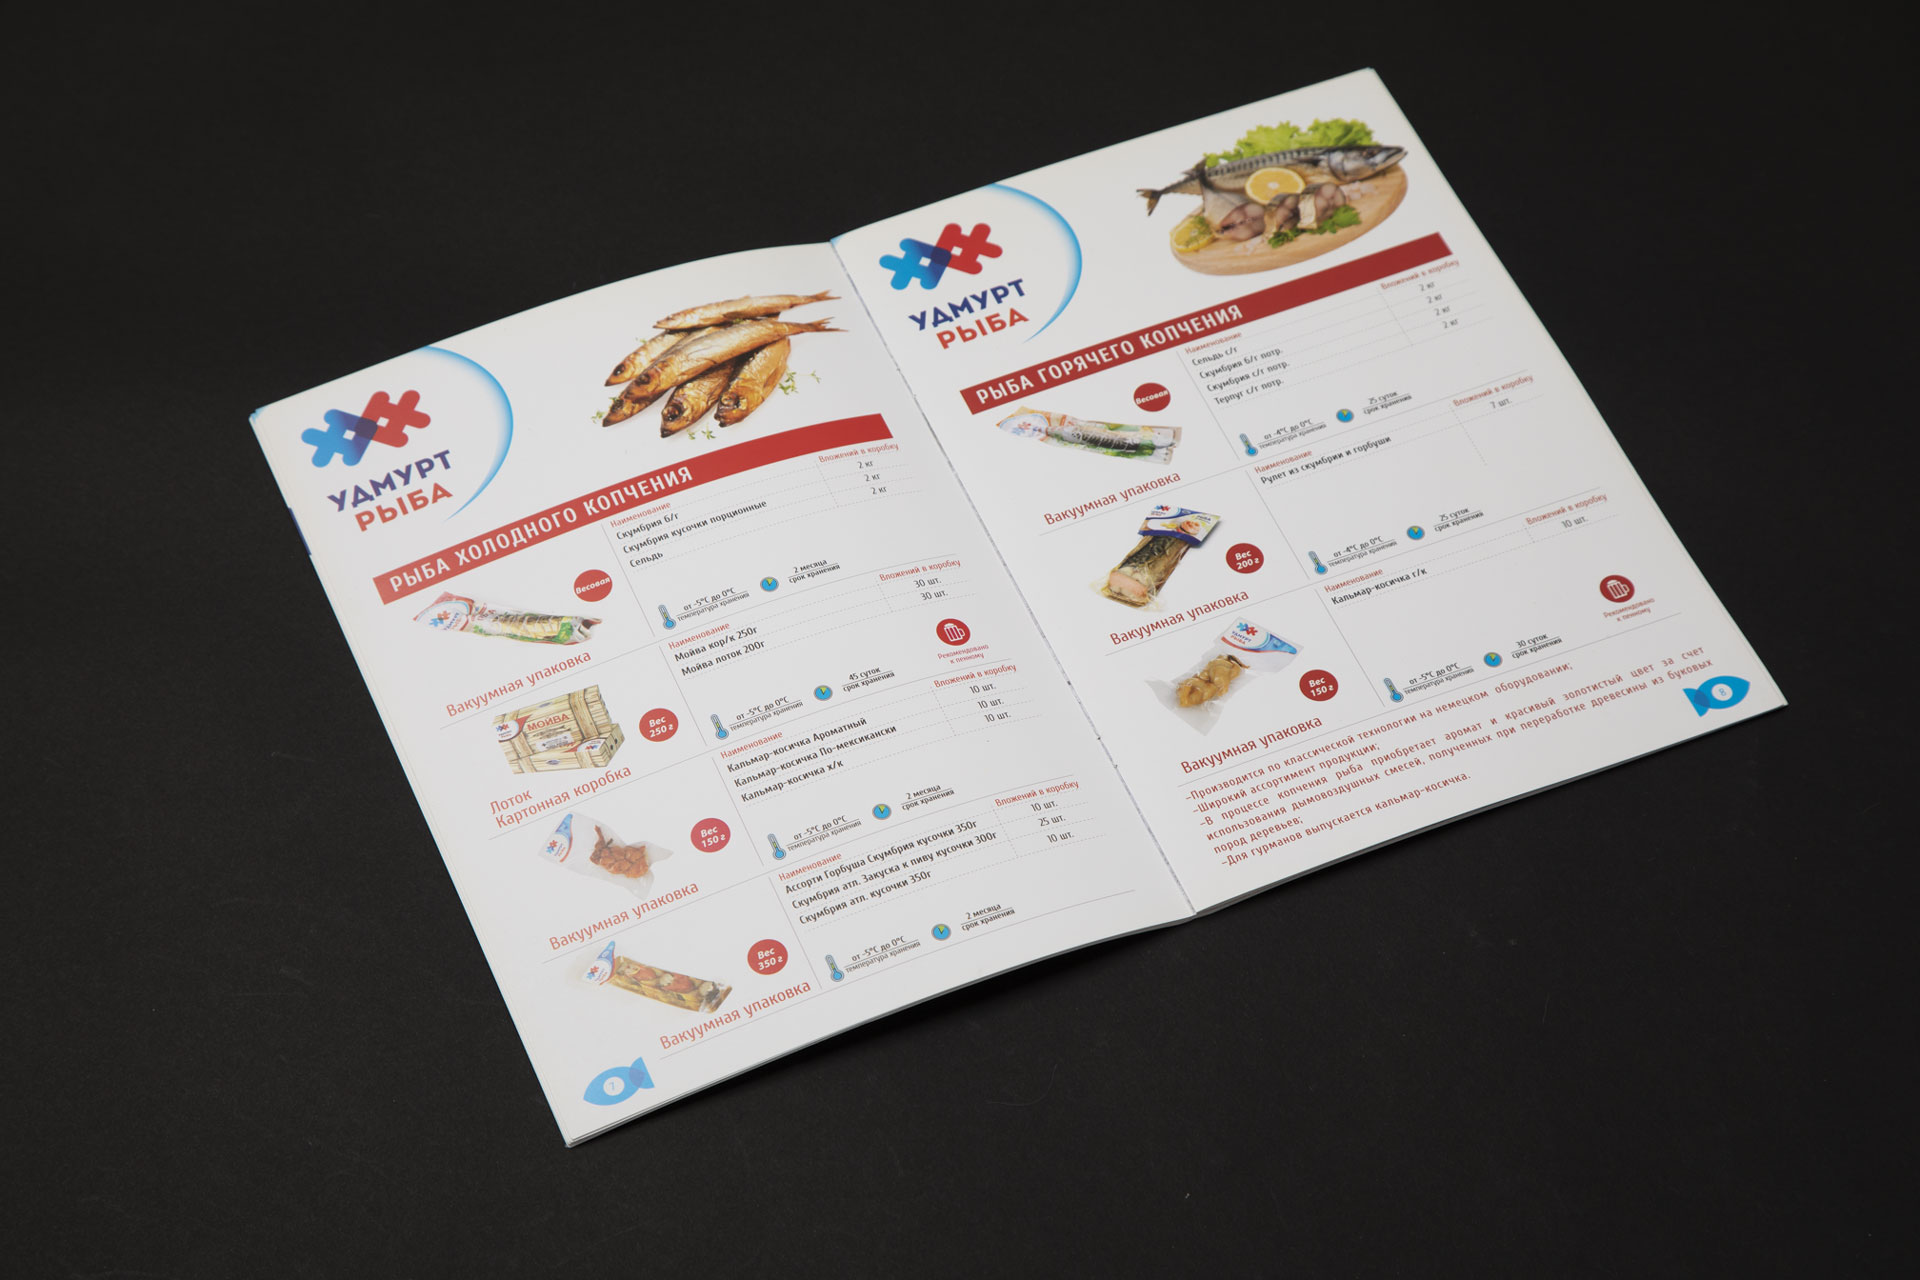 УДМУРТ
РЫБА
РЫБА ХОЛОДНОГО КОПЧЕНИЯ
Весовая
Вакуумная упаковка
Наименование
Вложений в коробку
Скумбрия б/г
2 кг
Скумбрия кусочки порционные
2 кг
Сельдь
2 кг
от -5°C до 0°C
температура хранения
2 месяца
срок хранения
МОЙВА
Вес
250 г
Лоток
Картонная коробка
Наименование
Вложений в коробку
Мойва кор/к 250г
30 шт.
Мойва лоток 200г
30 шт.
от -5°C до 0°C
температура хранения
45 суток
срок хранения
Рекомендовано
к пенному
Вес
150 г
Вакуумная упаковка
Наименование
Вложений в коробку
Кальмар-косичка Ароматный
10 шт.
Кальмар-косичка По-мексикански
10 шт.
Кальмар-косичка х/к
10 шт.
от -5°C до 0°C
температура хранения
2 месяца
срок хранения
Вес
350 г
Вакуумная упаковка
Наименование
Вложений в коробку
Ассорти Горбуша Скумбрия кусочки 350г
10 шт.
Скумбрия атл. Закуска к пиву кусочки 300г
25 шт.
Скумбрия атл. кусочки 350г
10 шт.
от -5°C до 0°C
температура хранения
2 месяца
срок хранения
7
УДМУРТ
РЫБА
РЫБА ГОРЯЧЕГО КОПЧЕНИЯ
Весовая
Вакуумная упаковка
Наименование
Вложений в коробку
Сельдь с/г
2 кг
Скумбрия б/г потр.
2 кг
Скумбрия с/г потр.
2 кг
Терпуг с/г потр.
2 кг
от -4°C до 0°C
температура хранения
25 суток
срок хранения
Вес
200 г
Вакуумная упаковка
Наименование
Вложений в коробку
Рулет из скумбрии и горбуши
7 шт.
от -4°C до 0°C
температура хранения
25 суток
срок хранения
УДМУРТ
РЫБА
Вес
150 г
Вакуумная упаковка
Наименование
Вложений в коробку
Кальмар-косичка г/к
10 шт.
Рекомендовано
к пенному
от -5°C до 0°C
температура хранения
30 суток
срок хранения
-Производится по классической технологии на немецком оборудовании;
-Широкий ассортимент продукции;
-В процессе копчения рыба приобретает аромат и красивый золотистый цвет за счет
использования дымовоздушных смесей, полученных при переработке древесины из буковых
пород деревьев;
-Для гурманов выпускается кальмар-косичка.
8